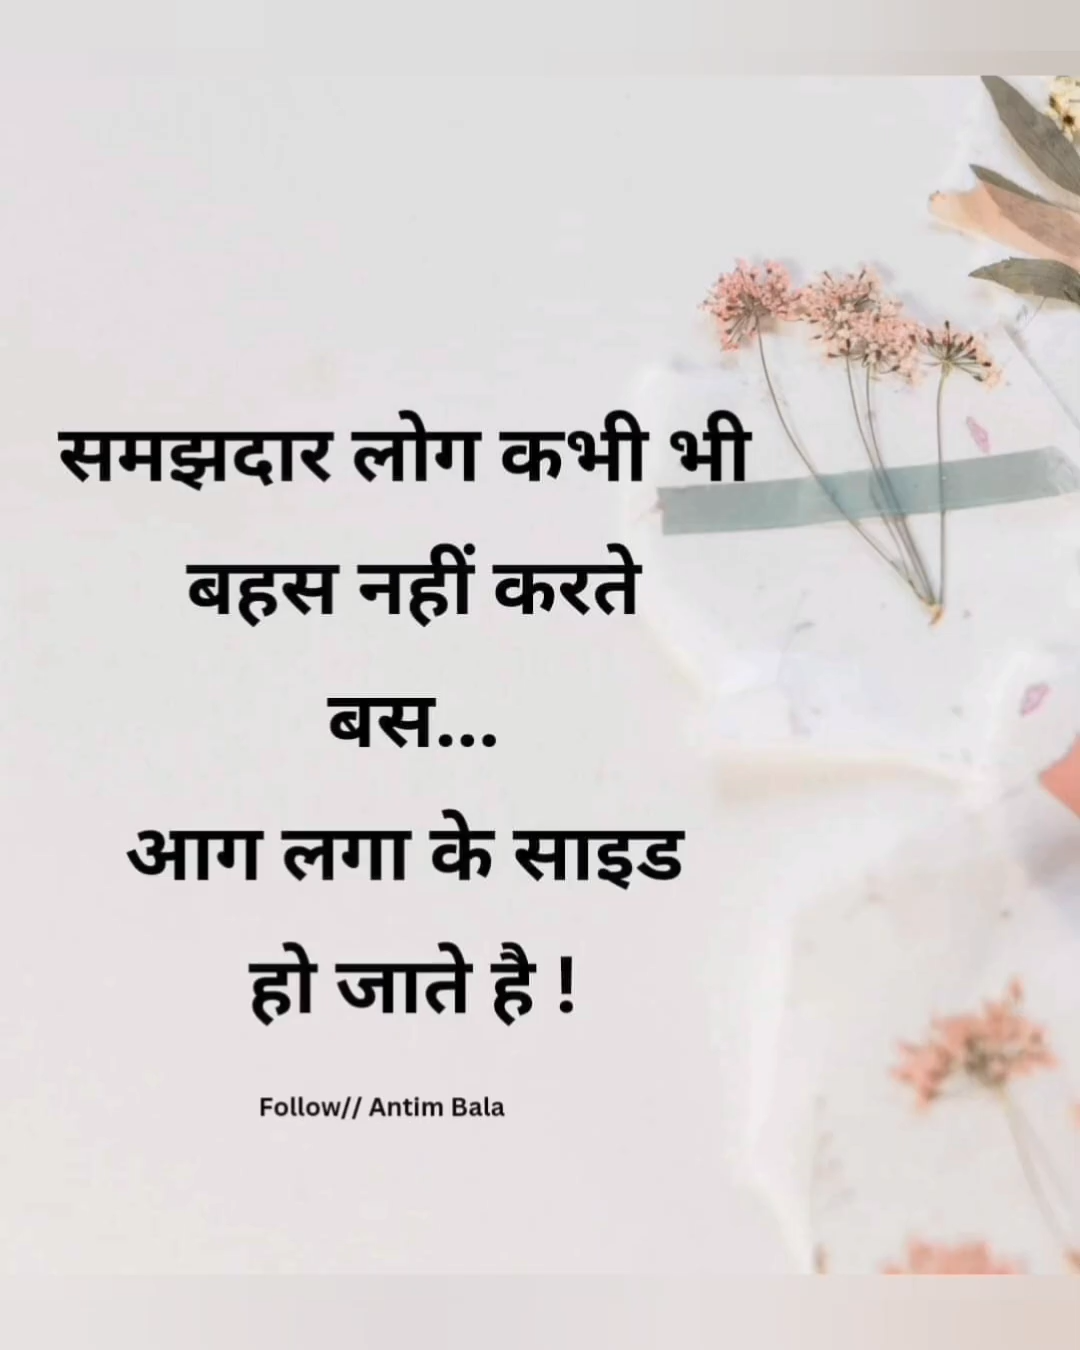 समझदार लोग कभी भी
बहस नहीं करते
बस...
आग लगा के साइड
हो जाते है !
Follow// Antim Bala